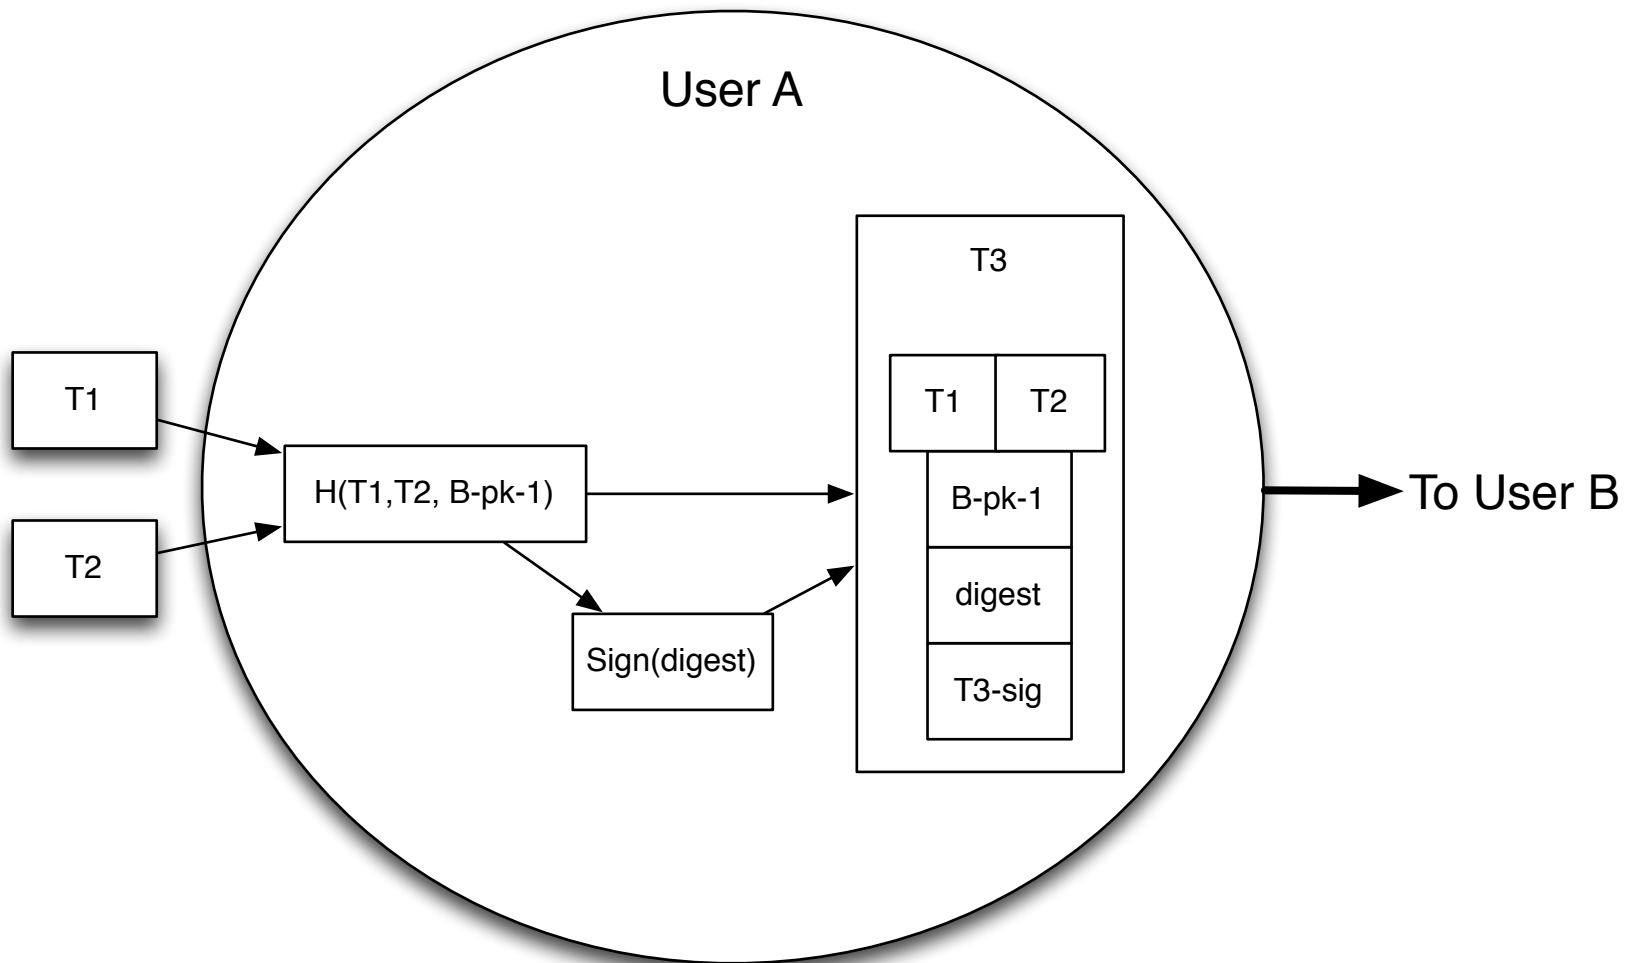 User A
T3
T1
T1 T2
T2
H(T1,T2, B-pk-1)
B-pk-1
To User B
digest
Sign(digest)
T3-sig